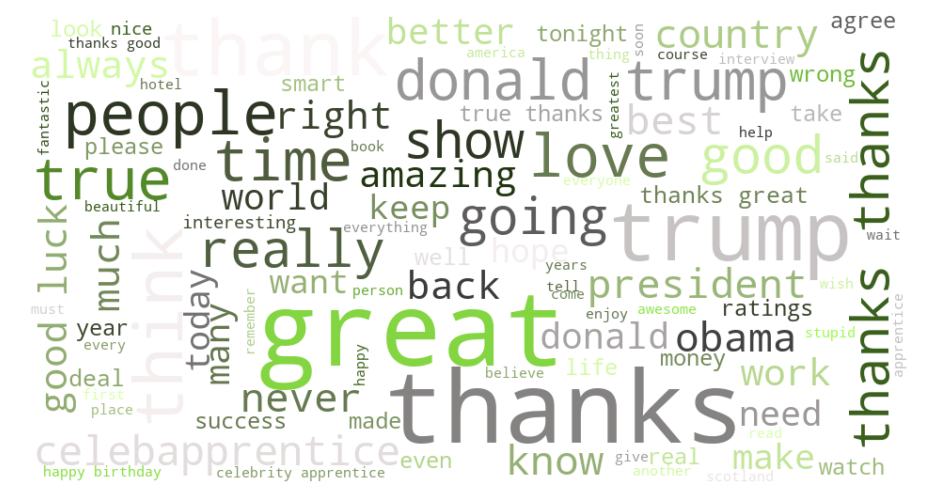 look nice
thanks good
thank
better
tonight
country
agree
america
thing
soon
course
interview
always
hotel
smart
donald
trump
wrong
thanks
fantastic
people
right
true thanks
greatest
best
take
please
done
time
book
show
love
help
good
said
true
amazing
everyone
thanks great
beautiful
world
keep
going
trump
interesting
everything
wait
good luck
much
think
really
well
hope
today
many
want
person
back
years
tell
come
president
wish
must
year
every
remember
great
enjoy
awesome
ratings
thanks
donald
obama
stupid
apprentice
deal
first
place
happy
believe
life
money
work
never
thanks
success
made
need
read
celebapprentice
even
know
give
real
make
watch
happy birthday
celebrity apprentice
another
scotland